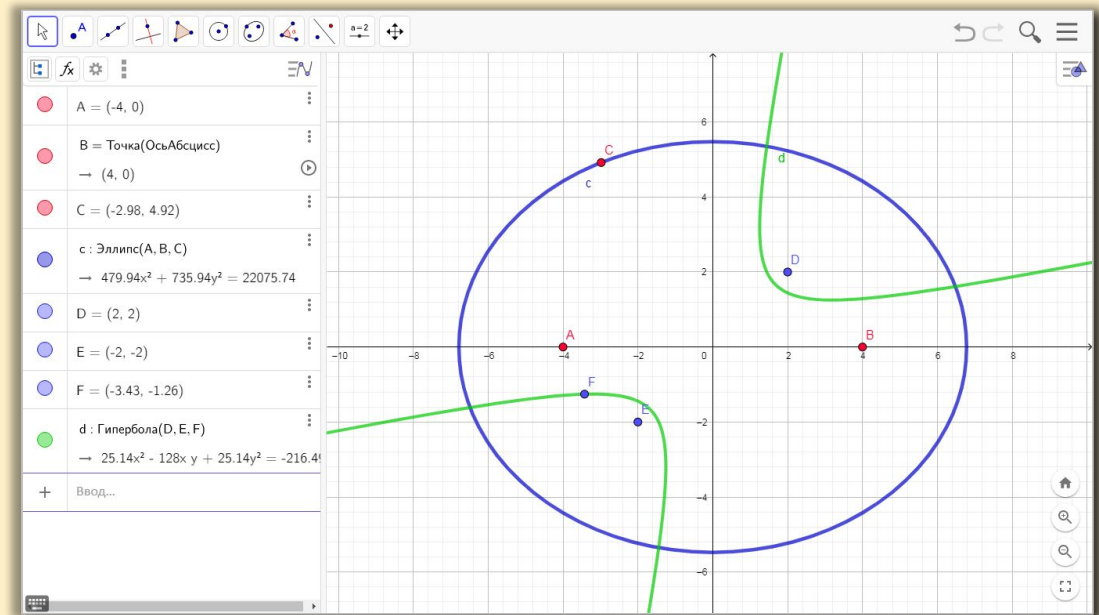 A
a=2
fx
A = (-4, 0)
B = Точка(ОсьАбсцисс)
→ (4, 0)
C = (-2.98, 4.92)
c : Эллипс(A, B, C)
→ 479.94x² + 735.94y² = 22075.74
D = (2, 2)
E = (-2, -2)
F = (-3.43, -1.26)
d : Гипербола(D, E, F)
→ 25.14x² - 128x y + 25.14y² = -216.49
+ Ввод...
6
C
d
c
4
D
2
A
B
−10 −8 −6 −4 −2 0 2 4 6 8
F
E
−2
−4
−6